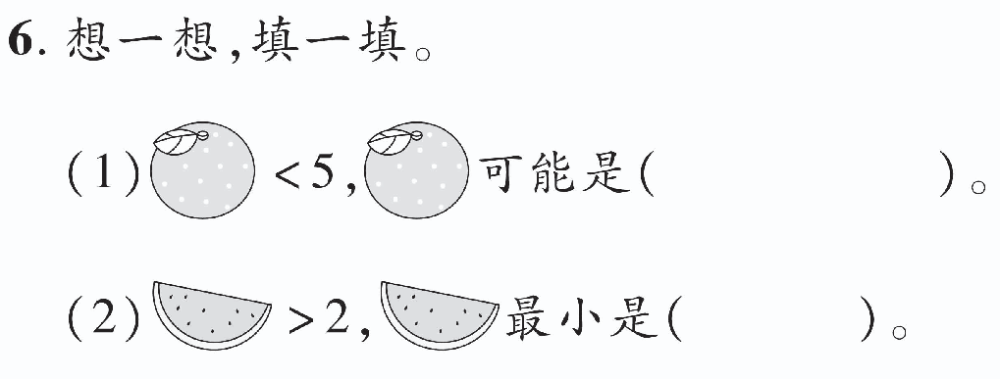 6. 想一想,填一填。
(1) <5, 可能是( )。
(2) >2, 最小是( )。